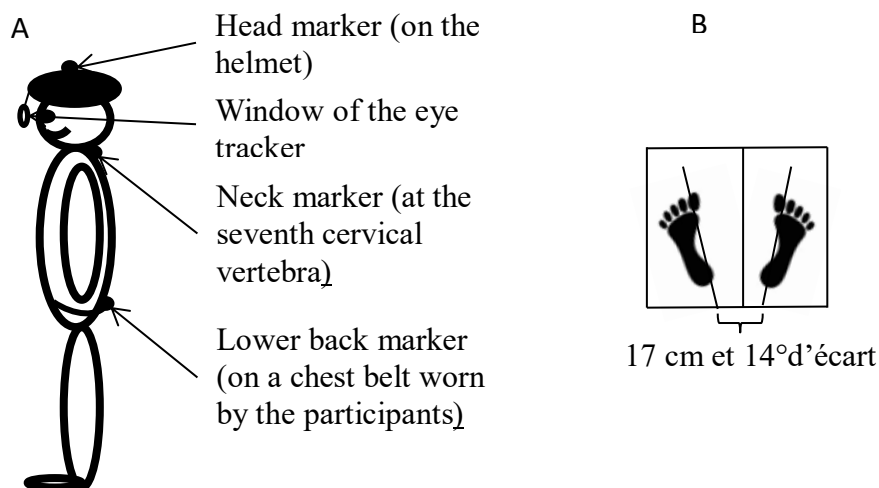 A
Head marker (on the
helmet)
Window of the eye
tracker
Neck marker (at the
seventh cervical
vertebra)
Lower back marker
(on a chest belt worn
by the participants)
B
17 cm et 14°d’écart